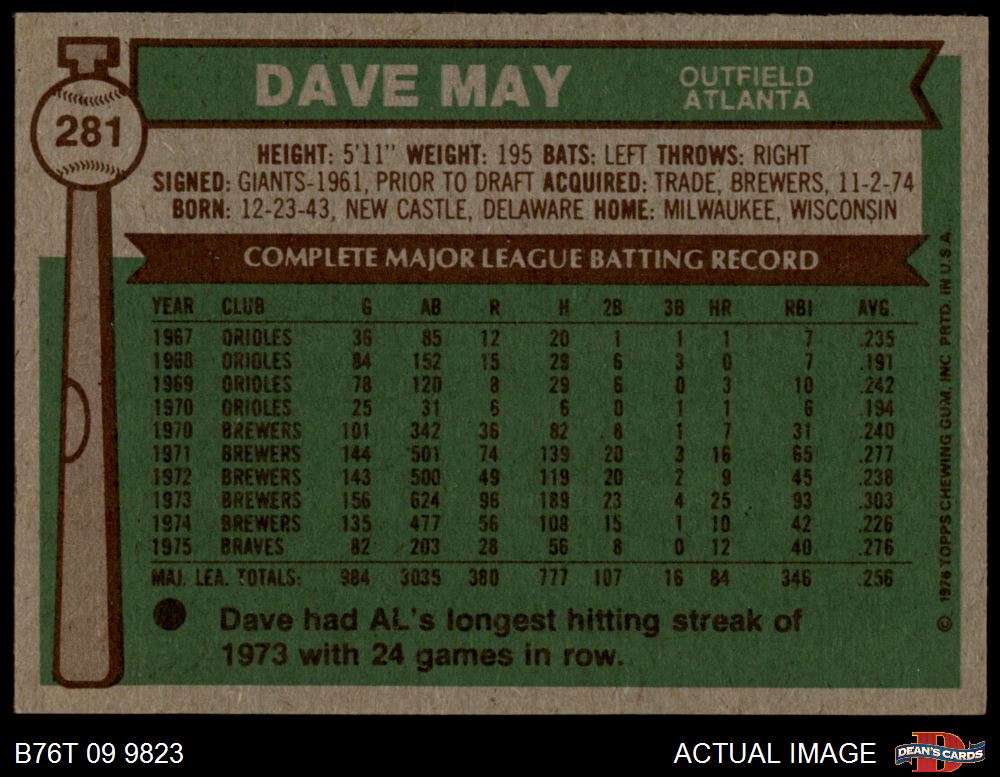 281
DAVE MAY
OUTFIELD
ATLANTA
HEIGHT: 5'11" WEIGHT: 195 BATS: LEFT THROWS: RIGHT
SIGNED: GIANTS-1961, PRIOR TO DRAFT ACQUIRED: TRADE, BREWERS, 11-2-74
BORN: 12-23-43, NEW CASTLE, DELAWARE HOME: MILWAUKEE, WISCONSIN
COMPLETE MAJOR LEAGUE BATTING RECORD
YEAR CLUB G AB R H 2B 3B HR RBI AVG.
1967 ORIOLES 36 85 12 20 1 1 1 7 .235
1968 ORIOLES 84 152 15 29 6 3 0 7 .191
1969 ORIOLES 78 120 8 29 6 0 3 10 .242
1970 ORIOLES 25 31 6 6 0 1 1 6 .194
1970 BREWERS 101 342 36 82 8 1 7 31 .240
1971 BREWERS 144 501 74 139 20 3 16 65 .277
1972 BREWERS 143 500 49 119 20 2 9 45 .238
1973 BREWERS 156 624 96 189 23 4 25 93 .303
1974 BREWERS 135 477 56 108 15 1 10 42 .226
1975 BRAVES 82 203 28 56 8 0 12 40 .276
MAJ. LEA. TOTALS: 984 3035 380 777 107 16 84 346 .256
Dave had AL's longest hitting streak of
1973 with 24 games in row.
© 1976 TOPPS CHEWING GUM, INC. PRTD. IN U.S.A.
B76T 09 9823
ACTUAL IMAGE
DEAN'S CARDS